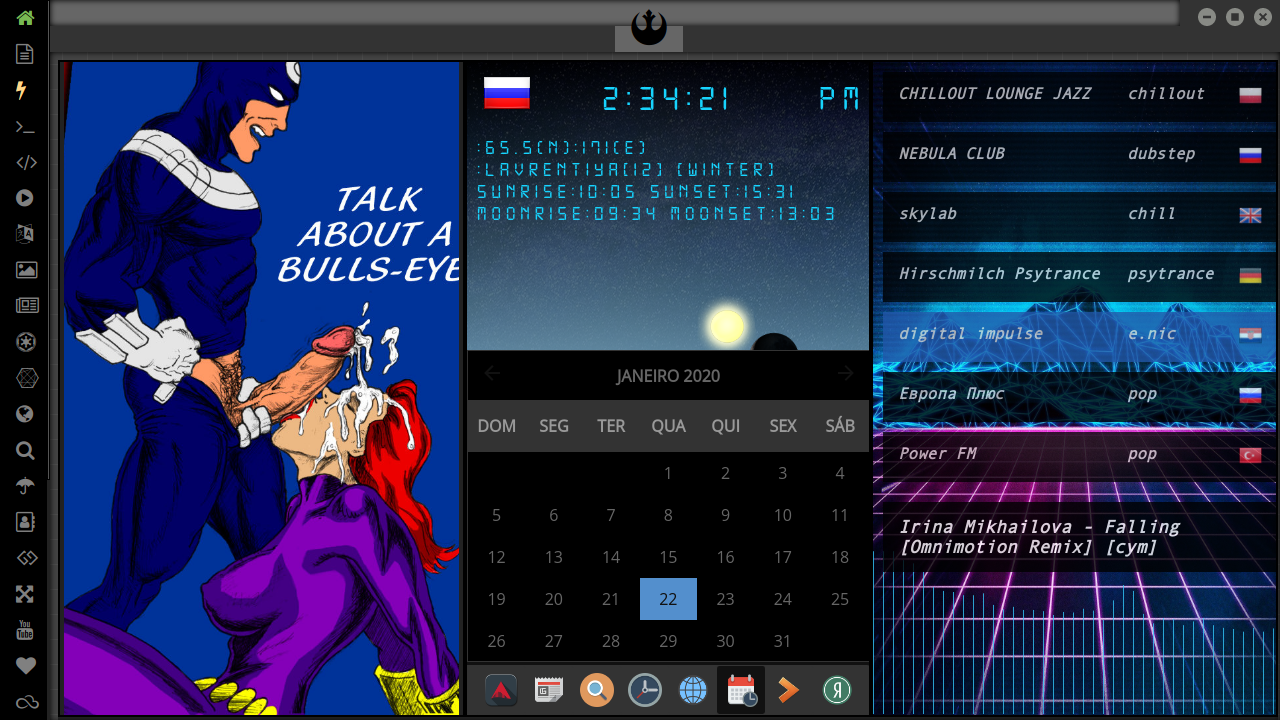 TALK
ABOUT A
BULLS-EYE
2:34:21 PM
:65.5(N):171(E)
:LAVRENTIYA(12) (WINTER)
SUNRISE:10:05 SUNSET:15:31
MOONRISE:09:34 MOONSET:13:03
JANEIRO 2020
DOM SEG TER QUA QUI SEX SÁB
1 2 3 4
5 6 7 8 9 10 11
12 13 14 15 16 17 18
19 20 21 22 23 24 25
26 27 28 29 30 31
CHILLOUT LOUNGE JAZZ chillout
NEBULA CLUB dubstep
skylab chill
Hirschmilch Psytrance psytrance
digital impulse e.nic
Европа Плюс pop
Power FM pop
Irina Mikhailova - Falling
[Omnimotion Remix] [cym]
You
Tube
Я